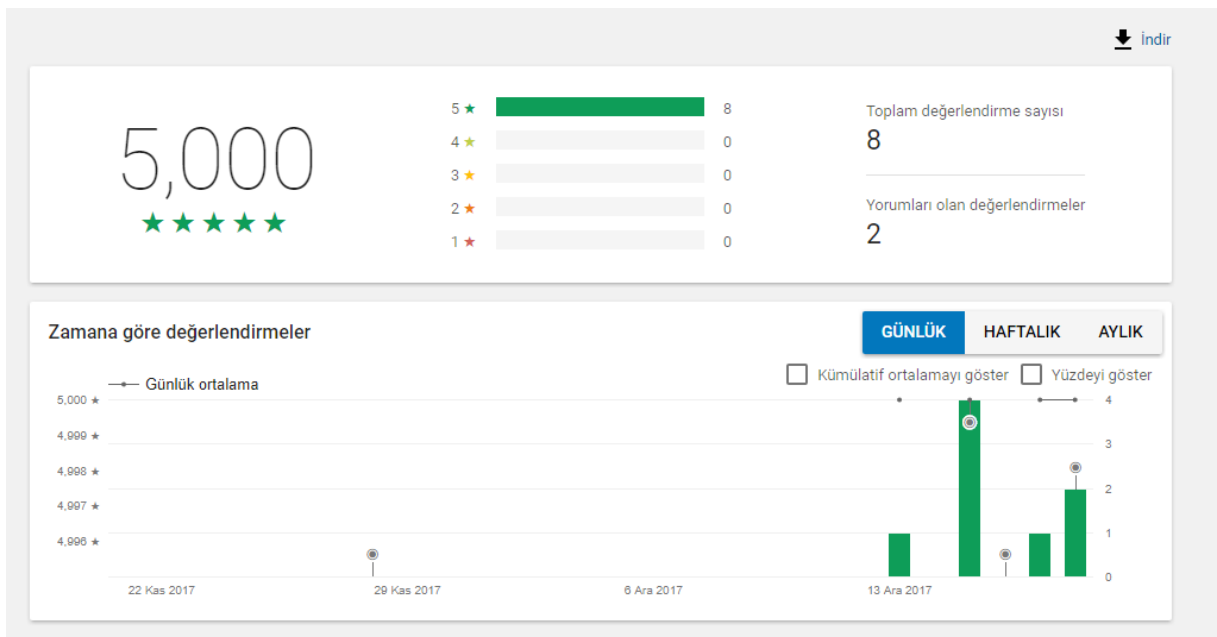 İndir
5,000
5 ★ 8
4 ★ 0
3 ★ 0
2 ★ 0
1 ★ 0
Toplam değerlendirme sayısı
8
Yorumları olan değerlendirmeler
2
Zamana göre değerlendirmeler
GÜNLÜK HAFTALIK AYLIK
Günlük ortalama
Kümülatif ortalamayı göster Yüzdeyi göster
5,000 ★ 4
4,999 ★
3
4,998 ★
2
4,997 ★
1
4,996 ★
0
22 Kas 2017 29 Kas 2017 6 Ara 2017 13 Ara 2017